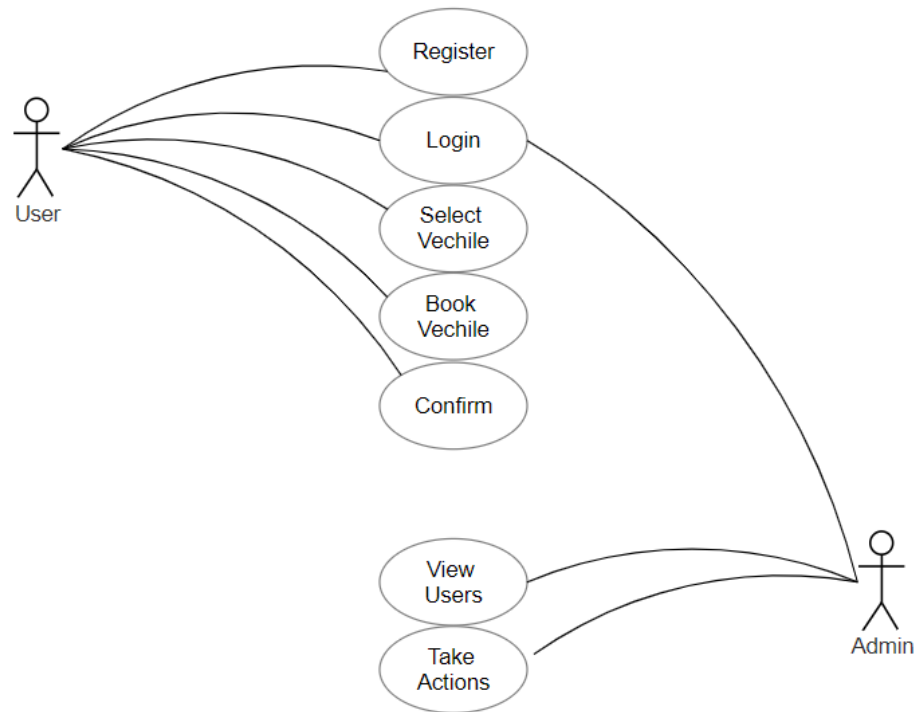 Register
Login
User
Select
Vechile
Book
Vechile
Confirm
View
Users
Admin
Take
Actions